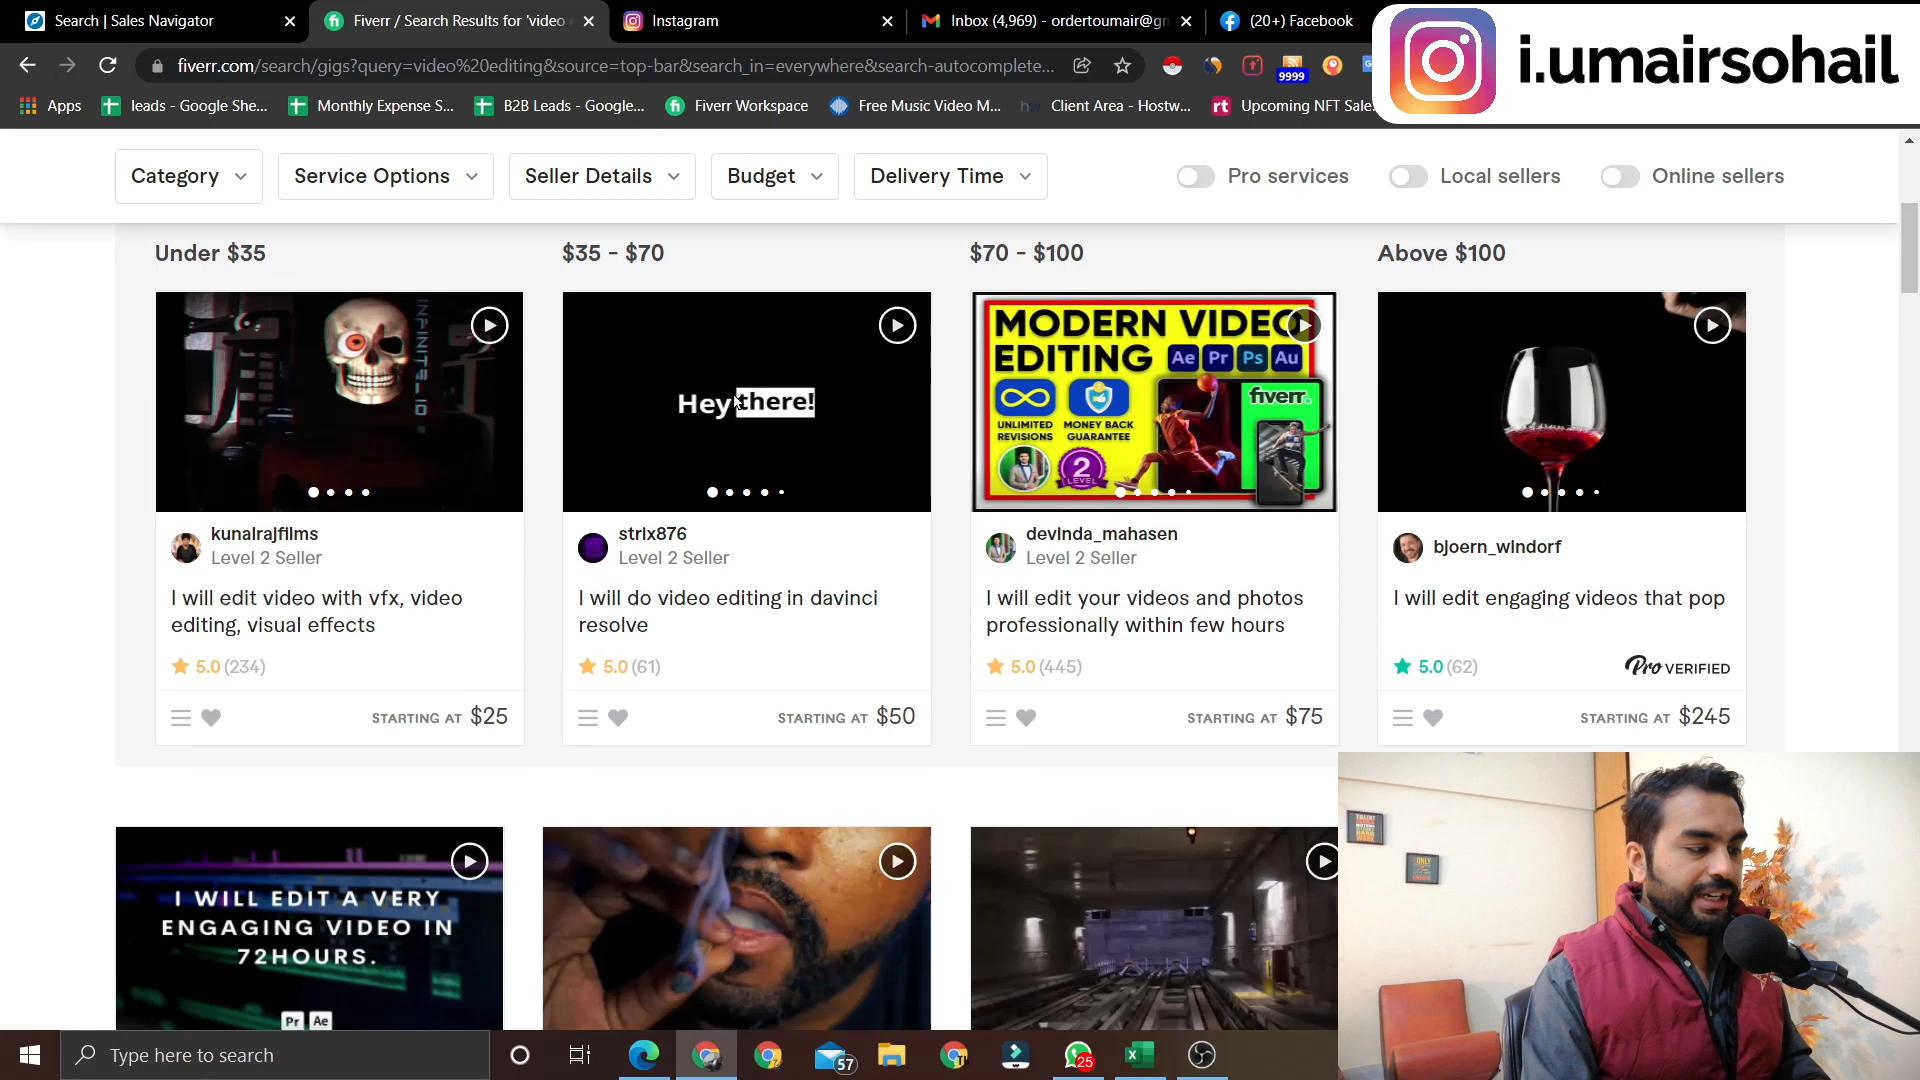 Search | Sales Navigator
Fiverr / Search Results for 'video
Instagram
Inbox (4,969) - ordertoumair@gm
(20+) Facebook
i.umairsohail
fiverr.com/search/gigs?query=video%20editing&source=top-bar&search_in=everywhere&search-autocomplete...
9999
Apps
leads - Google She...
Monthly Expense S...
B2B Leads - Google...
Fiverr Workspace
Free Music Video M...
Client Area - Hostw...
rt
Upcoming NFT Sale
Category
Service Options
Seller Details
Budget
Delivery Time
Pro services
Local sellers
Online sellers
Under $35
$35 - $70
$70 - $100
Above $100
INFINITE_IO
Hey there!
MODERN VIDEO
EDITING
Ae Pr Ps Au
UNLIMITED
REVISIONS
MONEY BACK
GUARANTEE
2
LEVEL
fiverr.
kunalrajfilms
Level 2 Seller
I will edit video with vfx, video
editing, visual effects
5.0 (234)
STARTING AT $25
strix876
Level 2 Seller
I will do video editing in davinci
resolve
5.0 (61)
STARTING AT $50
devinda_mahasen
Level 2 Seller
I will edit your videos and photos
professionally within few hours
5.0 (445)
STARTING AT $75
bjoern_windorf
I will edit engaging videos that pop
5.0 (62)
Pro VERIFIED
STARTING AT $245
I WILL EDIT A VERY
ENGAGING VIDEO IN
72HOURS.
Pr Ae
Type here to search
57
25